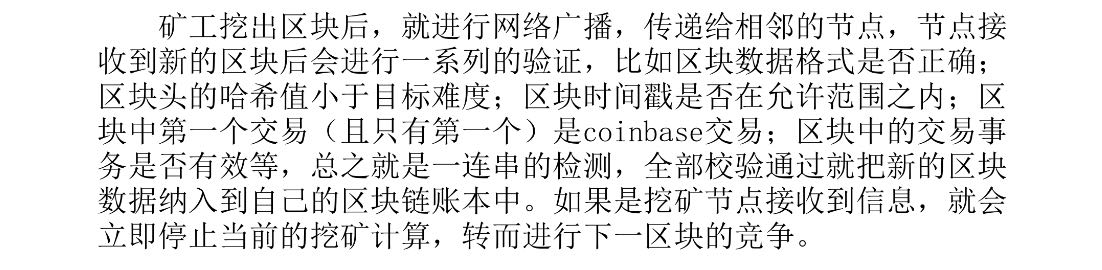 矿工挖出区块后，就进行网络广播，传递给相邻的节点，节点接
收到新的区块后会进行一系列的验证，比如区块数据格式是否正确；
区块头的哈希值小于目标难度；区块时间戳是否在允许范围之内；区
块中第一个交易（且只有第一个）是coinbase交易；区块中的交易事
务是否有效等，总之就是一连串的检测，全部校验通过就把新的区块
数据纳入到自己的区块链账本中。如果是挖矿节点接收到信息，就会
立即停止当前的挖矿计算，转而进行下一区块的竞争。